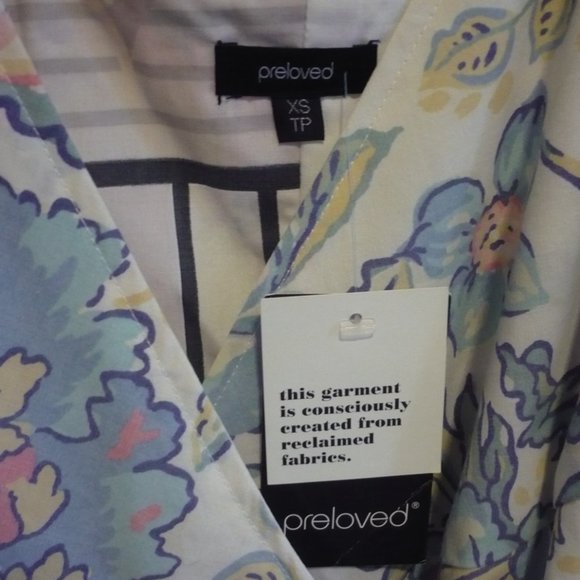 preloved
XS
TP
this garment
is consciously
created from
reclaimed
fabrics.
preloved®